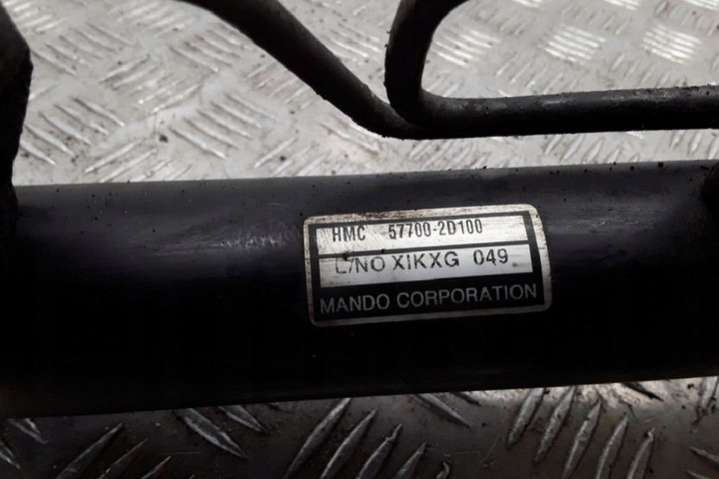 HMC 57700-2D100
L/NO XIKXG 049
MANDO CORPORATION